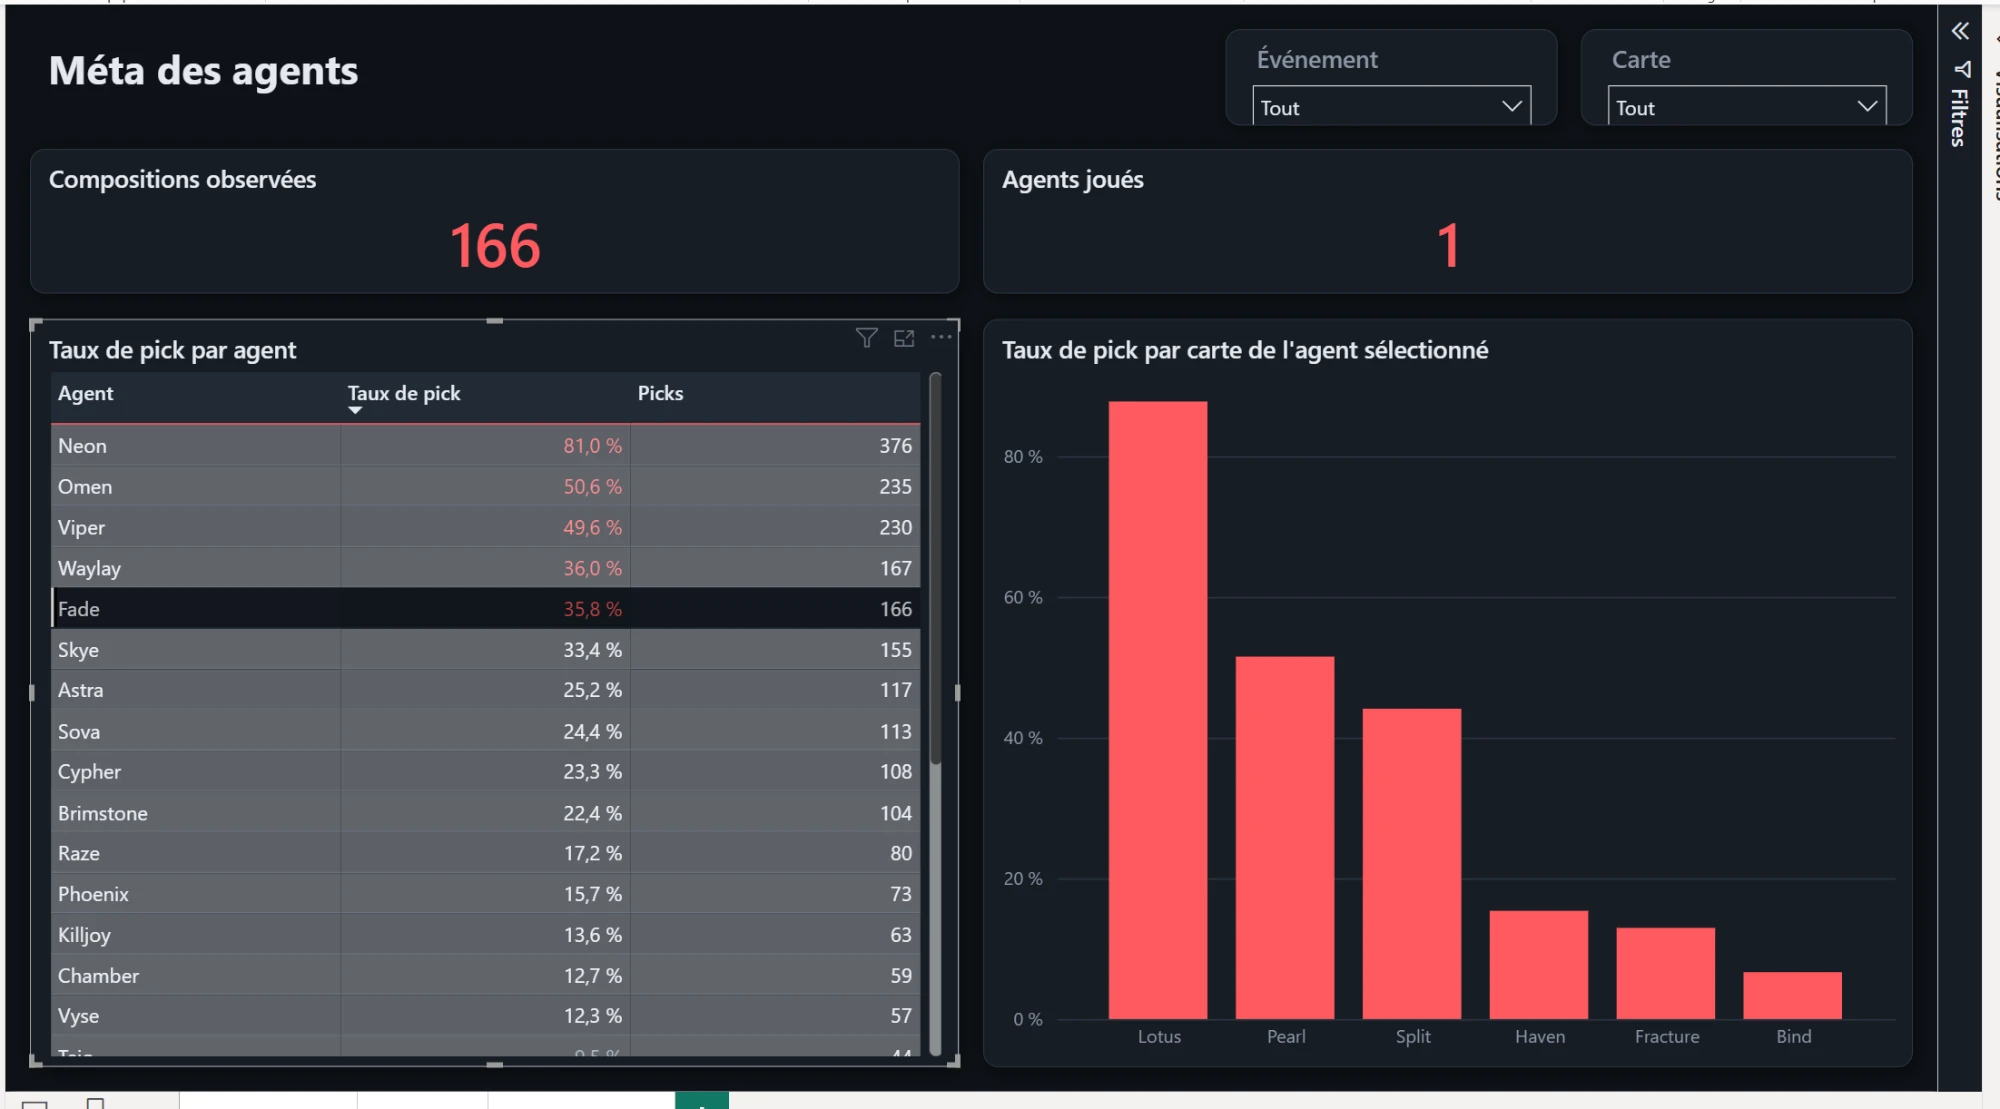 Méta des agents
Événement
Tout
Carte
Tout
Filtres
Compositions observées
166
Agents joués
1
Taux de pick par agent
Agent Taux de pick Picks
Neon 81,0 % 376
Omen 50,6 % 235
Viper 49,6 % 230
Waylay 36,0 % 167
Fade 35,8 % 166
Skye 33,4 % 155
Astra 25,2 % 117
Sova 24,4 % 113
Cypher 23,3 % 108
Brimstone 22,4 % 104
Raze 17,2 % 80
Phoenix 15,7 % 73
Killjoy 13,6 % 63
Chamber 12,7 % 59
Vyse 12,3 % 57
Taux de pick par carte de l'agent sélectionné
80 %
60 %
40 %
20 %
0 %
Lotus Pearl Split Haven Fracture Bind